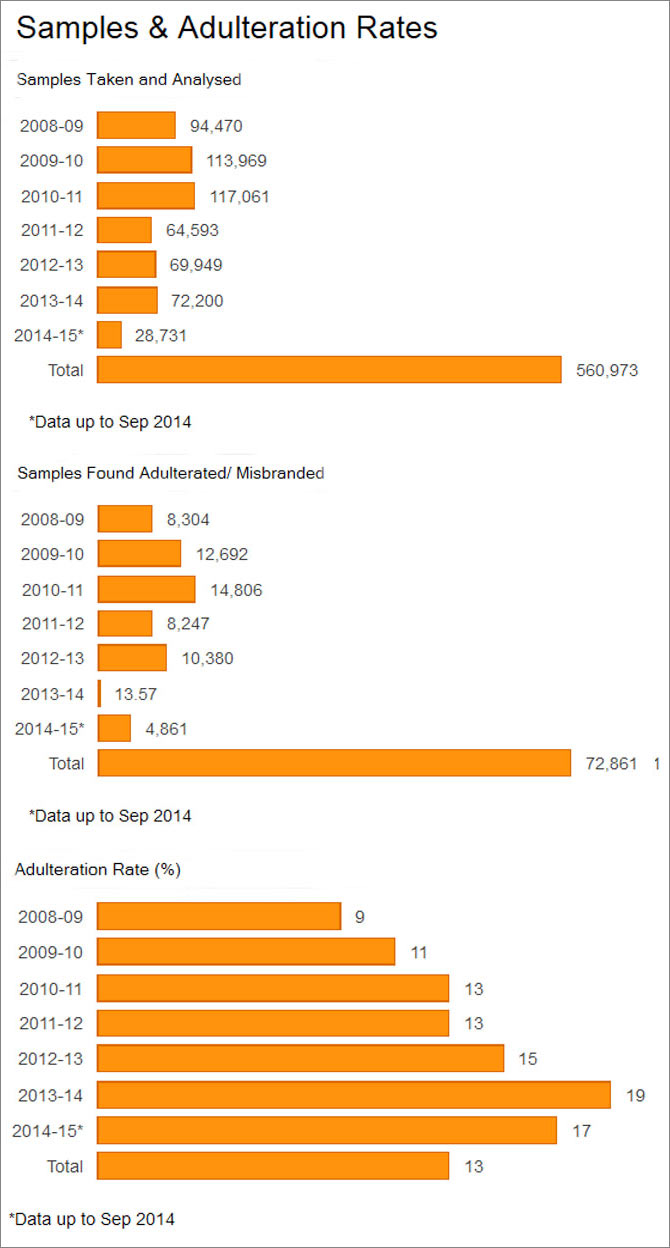 Samples & Adulteration Rates
Samples Taken and Analysed
2008-09 94,470
2009-10 113,969
2010-11 117,061
2011-12 64,593
2012-13 69,949
2013-14 72,200
2014-15* 28,731
Total 560,973
*Data up to Sep 2014
Samples Found Adulterated/ Misbranded
2008-09 8,304
2009-10 12,692
2010-11 14,806
2011-12 8,247
2012-13 10,380
2013-14 13.57
2014-15* 4,861
Total 72,861 1
*Data up to Sep 2014
Adulteration Rate (%)
2008-09 9
2009-10 11
2010-11 13
2011-12 13
2012-13 15
2013-14 19
2014-15* 17
Total 13
*Data up to Sep 2014